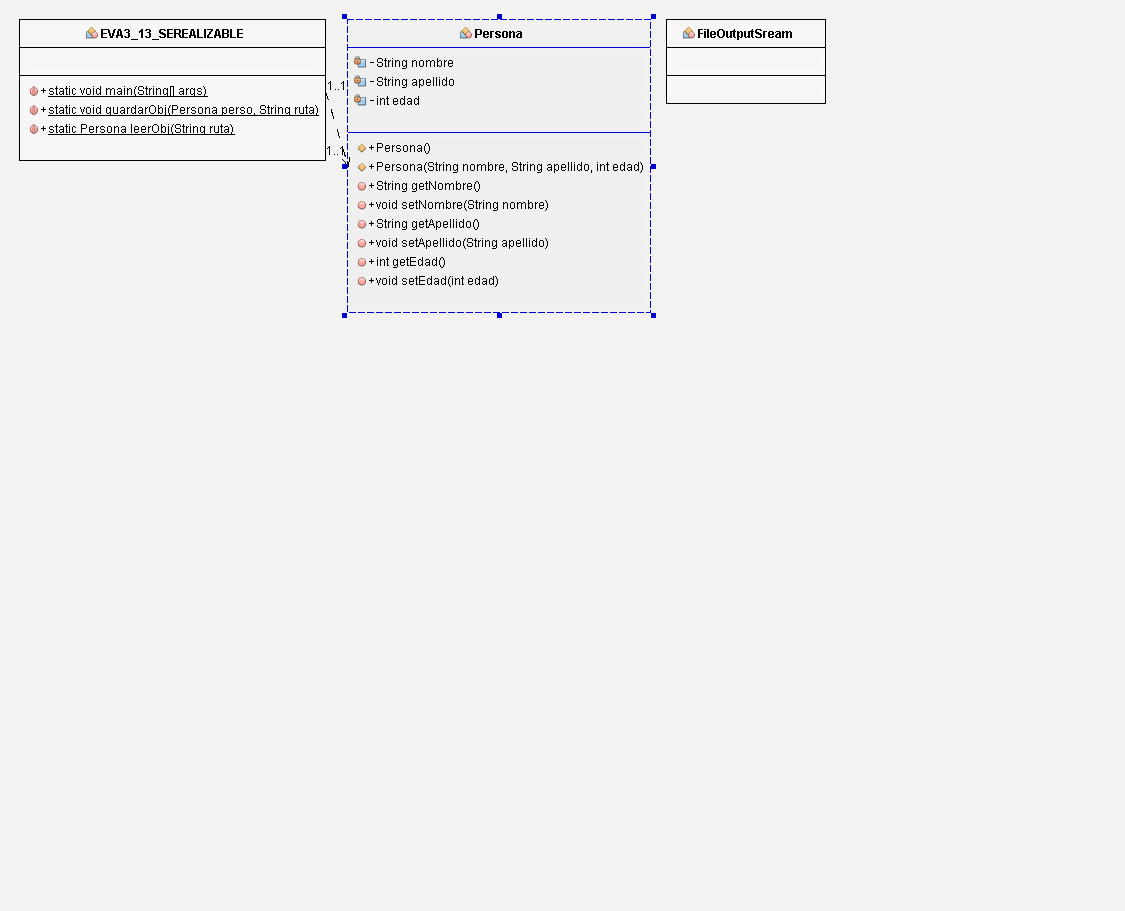 EVA3_13_SEREALIZABLE
+static void main(String[] args)
+static void guardarObj(Persona perso, String ruta)
+static Persona leerObj(String ruta)
1..1
1..1
Persona
-String nombre
-String apellido
-int edad
+Persona()
+Persona(String nombre, String apellido, int edad)
+String getNombre()
+void setNombre(String nombre)
+String getApellido()
+void setApellido(String apellido)
+int getEdad()
+void setEdad(int edad)
FileOutputSream